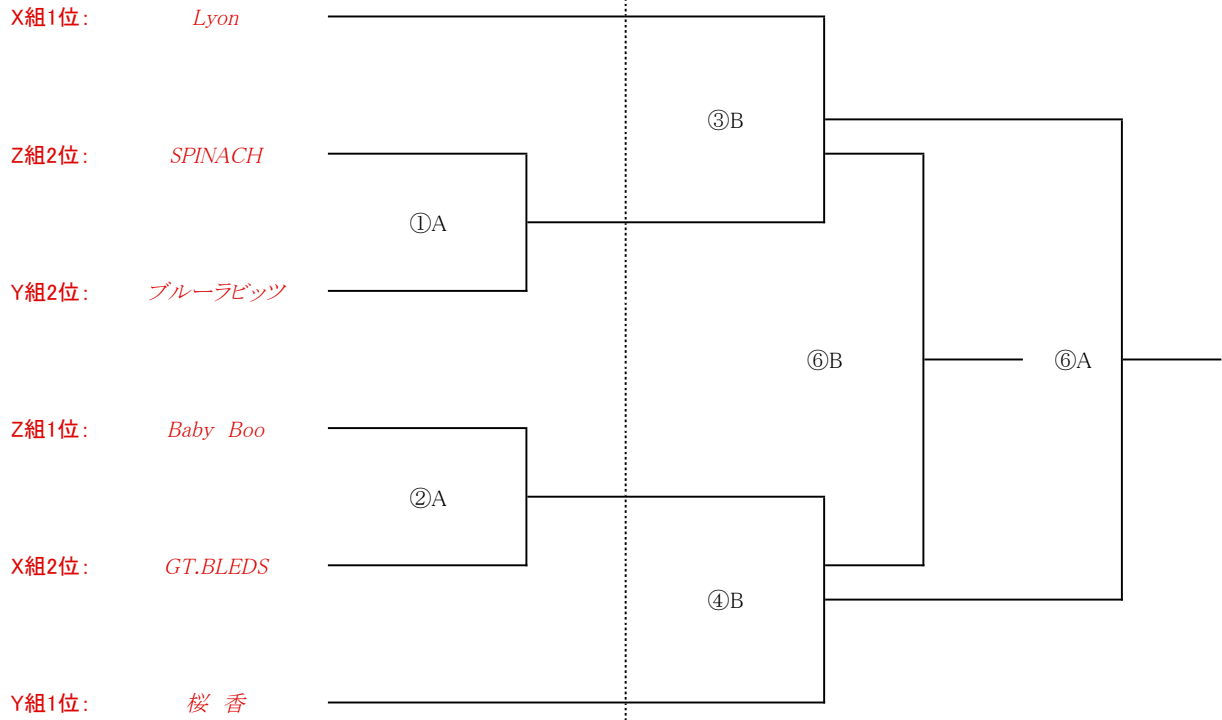 X組1位: Lyon
③B
Z組2位: SPINACH
①A
Y組2位: ブルーラビッツ
⑥B ⑥A
Z組1位: Baby Boo
②A
X組2位: GT.BLEDS
④B
Y組1位: 桜 香